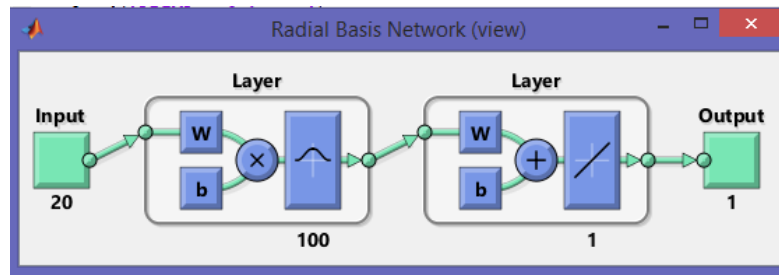 Radial Basis Network (view)
Layer
Layer
Input
Output
W
W
b
b
20
1
100
1